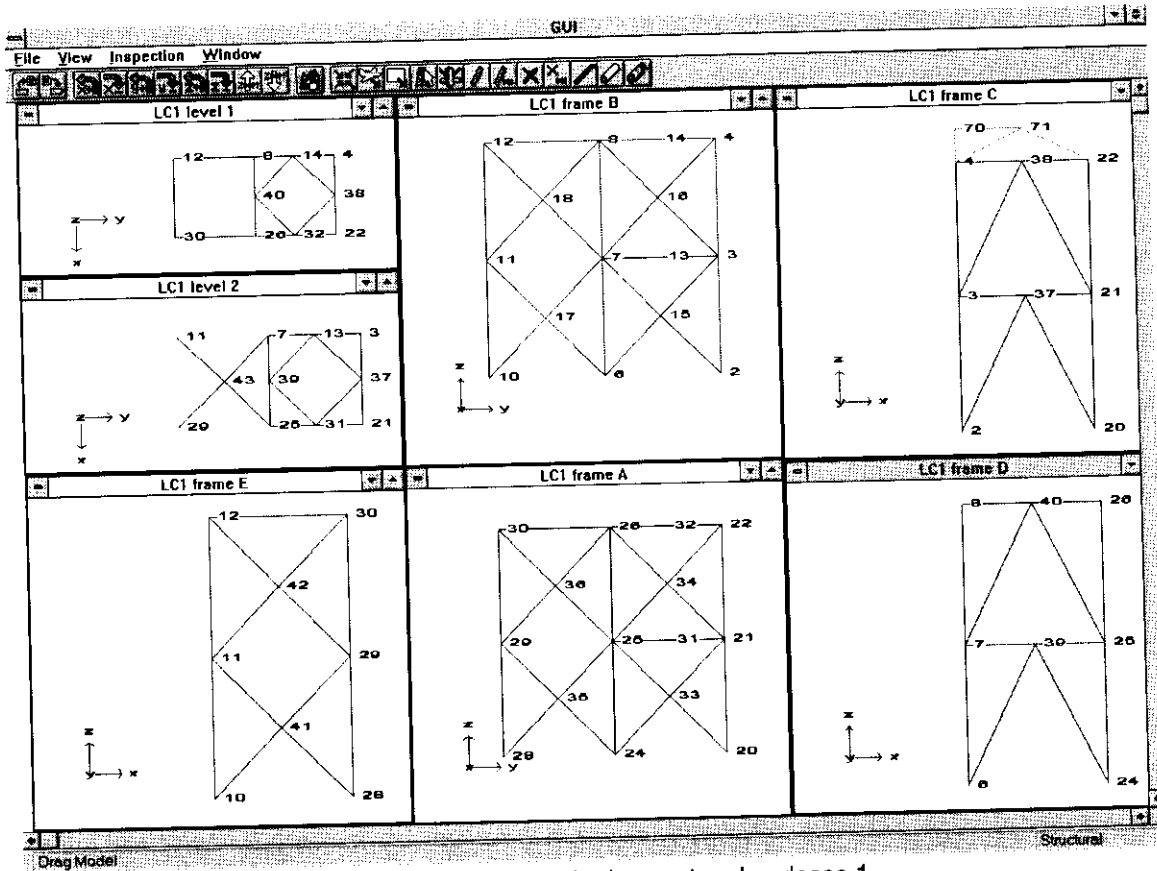 GUI
File View Inspection Window
LC1 level 1
12 8 14 4
40 38
z y
30 26 32 22
x
LC1 level 2
11 7 13 3
43 39 37
z y
29 25 31 21
x
LC1 frame B
12 8 14 4
18 16
11 7 13 3
17 15
z
10 6 2
x y
LC1 frame C
70 71
4 38 22
3 37 21
z
y x
2 20
LC1 frame E
12 30
42
11 29
41
z
y x
10 28
LC1 frame A
30 26 32 22
36 34
29 25 31 21
35 33
z
28 24 20
x y
LC1 frame D
8 40 26
7 39 25
z
y x
6 24
Drag Model
Structural